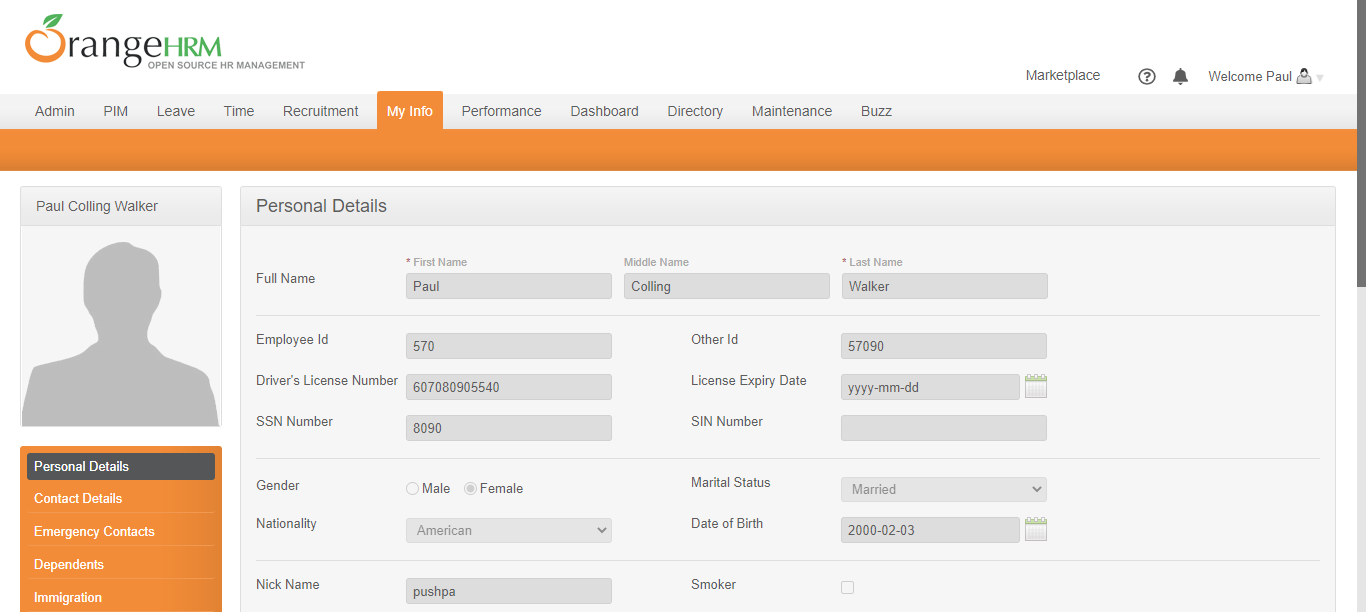 OrangeHRM
OPEN SOURCE HR MANAGEMENT
Marketplace ? Welcome Paul
Admin PIM Leave Time Recruitment My Info Performance Dashboard Directory Maintenance Buzz
Paul Colling Walker
Personal Details
Contact Details
Emergency Contacts
Dependents
Immigration
Personal Details
* First Name Middle Name * Last Name
Full Name Paul Colling Walker
Employee Id 570 Other Id 57090
Driver's License Number 607080905540 License Expiry Date yyyy-mm-dd
SSN Number 8090 SIN Number
Gender Male Female Marital Status Married
Nationality American Date of Birth 2000-02-03
Nick Name pushpa Smoker